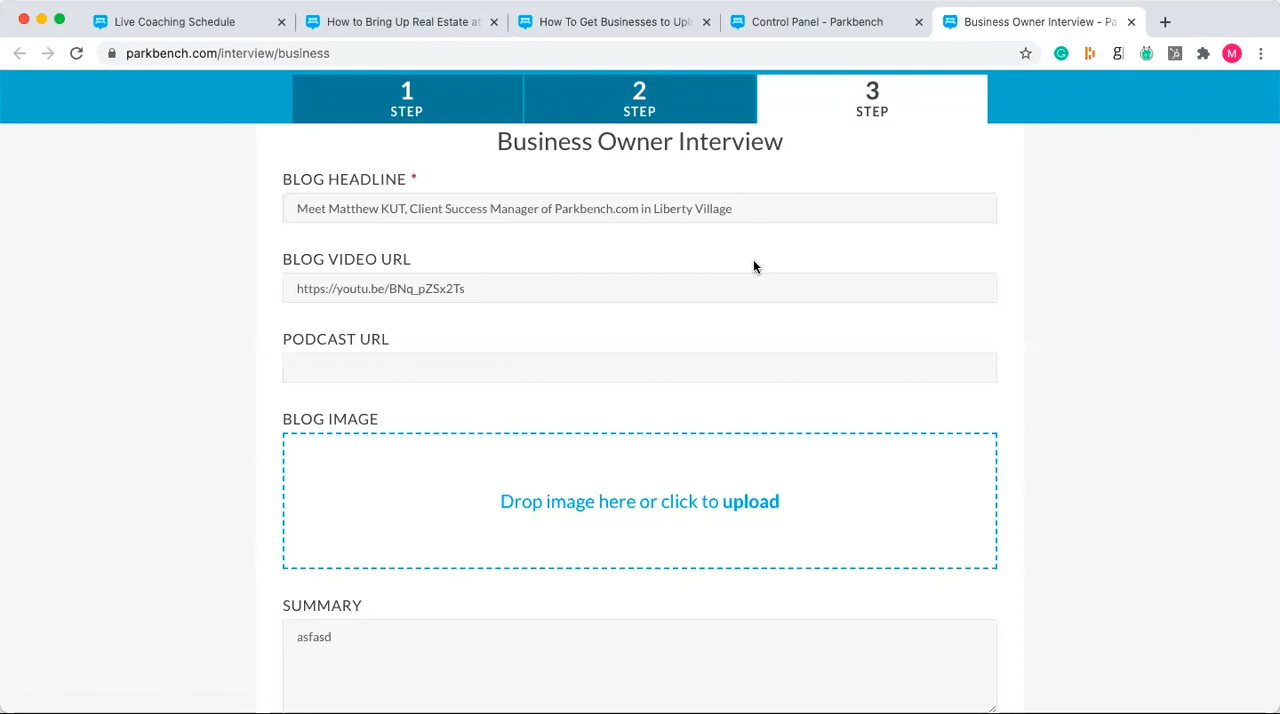 Live Coaching Schedule
How to Bring Up Real Estate at
How To Get Businesses to Upl
Control Panel - Parkbench
Business Owner Interview - Pa
parkbench.com/interview/business
M
1
STEP
2
STEP
3
STEP
Business Owner Interview
BLOG HEADLINE *
Meet Matthew KUT, Client Success Manager of Parkbench.com in Liberty Village
BLOG VIDEO URL
https://youtu.be/BNq_pZSx2Ts
PODCAST URL
BLOG IMAGE
Drop image here or click to upload
SUMMARY
asfasd